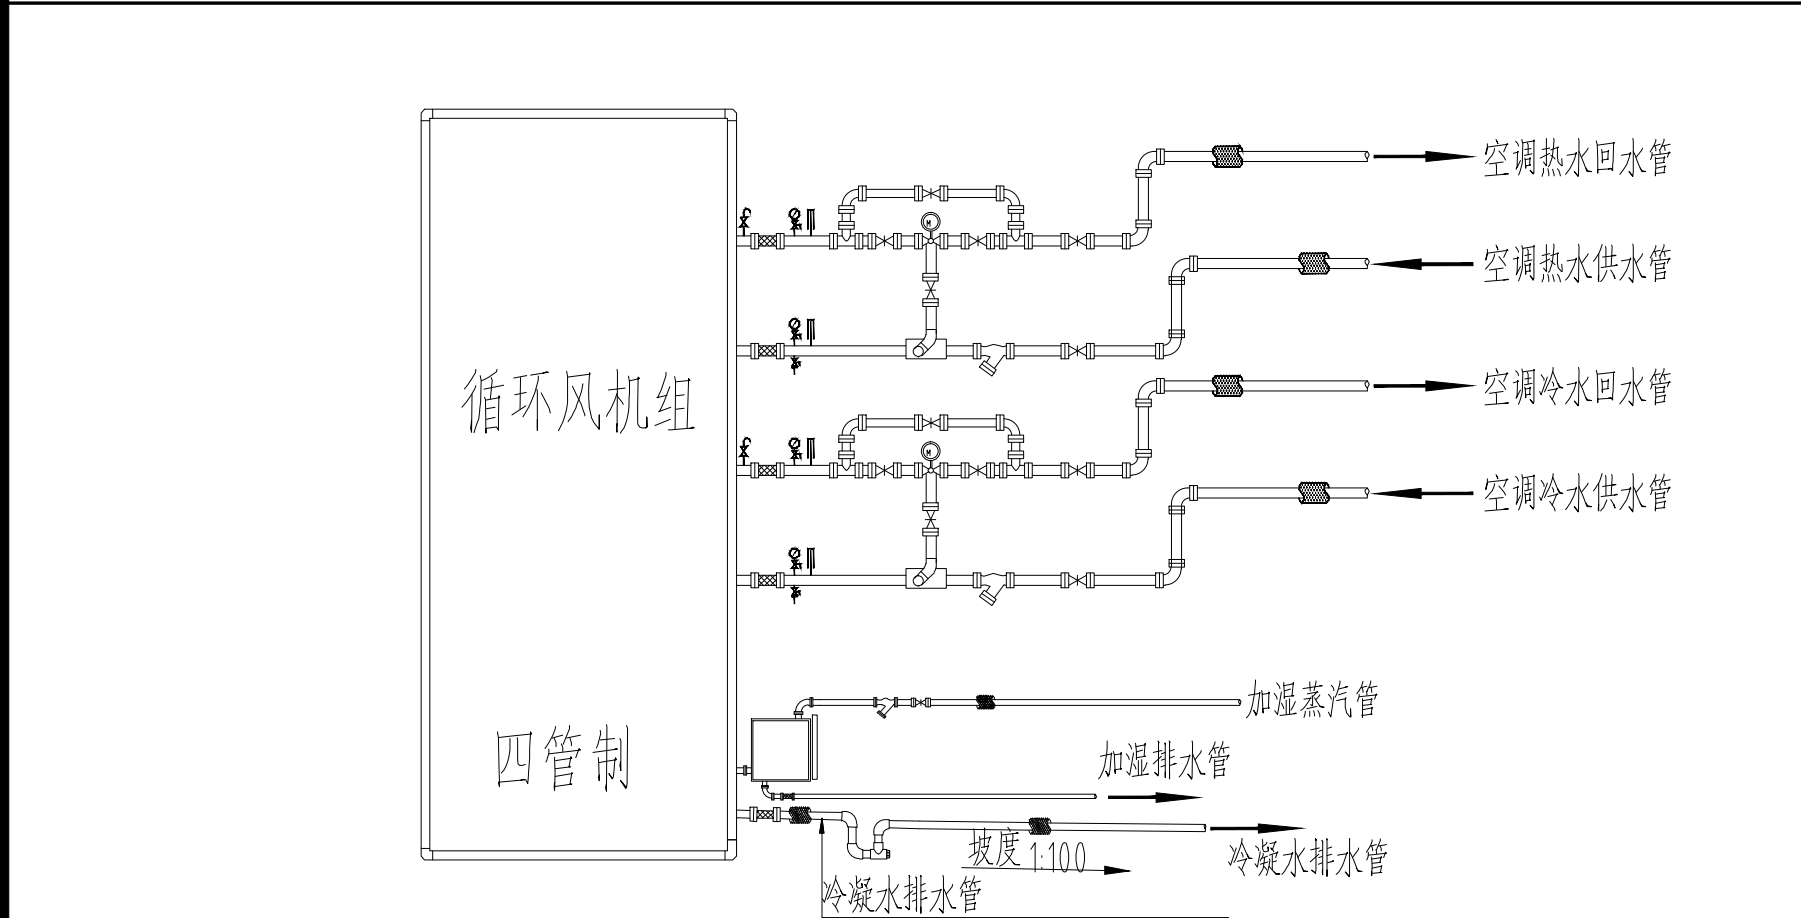 空调热水回水管
M
空调热水供水管
循环风机组
空调冷水回水管
M
空调冷水供水管
四管制
加湿蒸汽管
加湿排水管
坡度 1:100
冷凝水排水管
冷凝水排水管